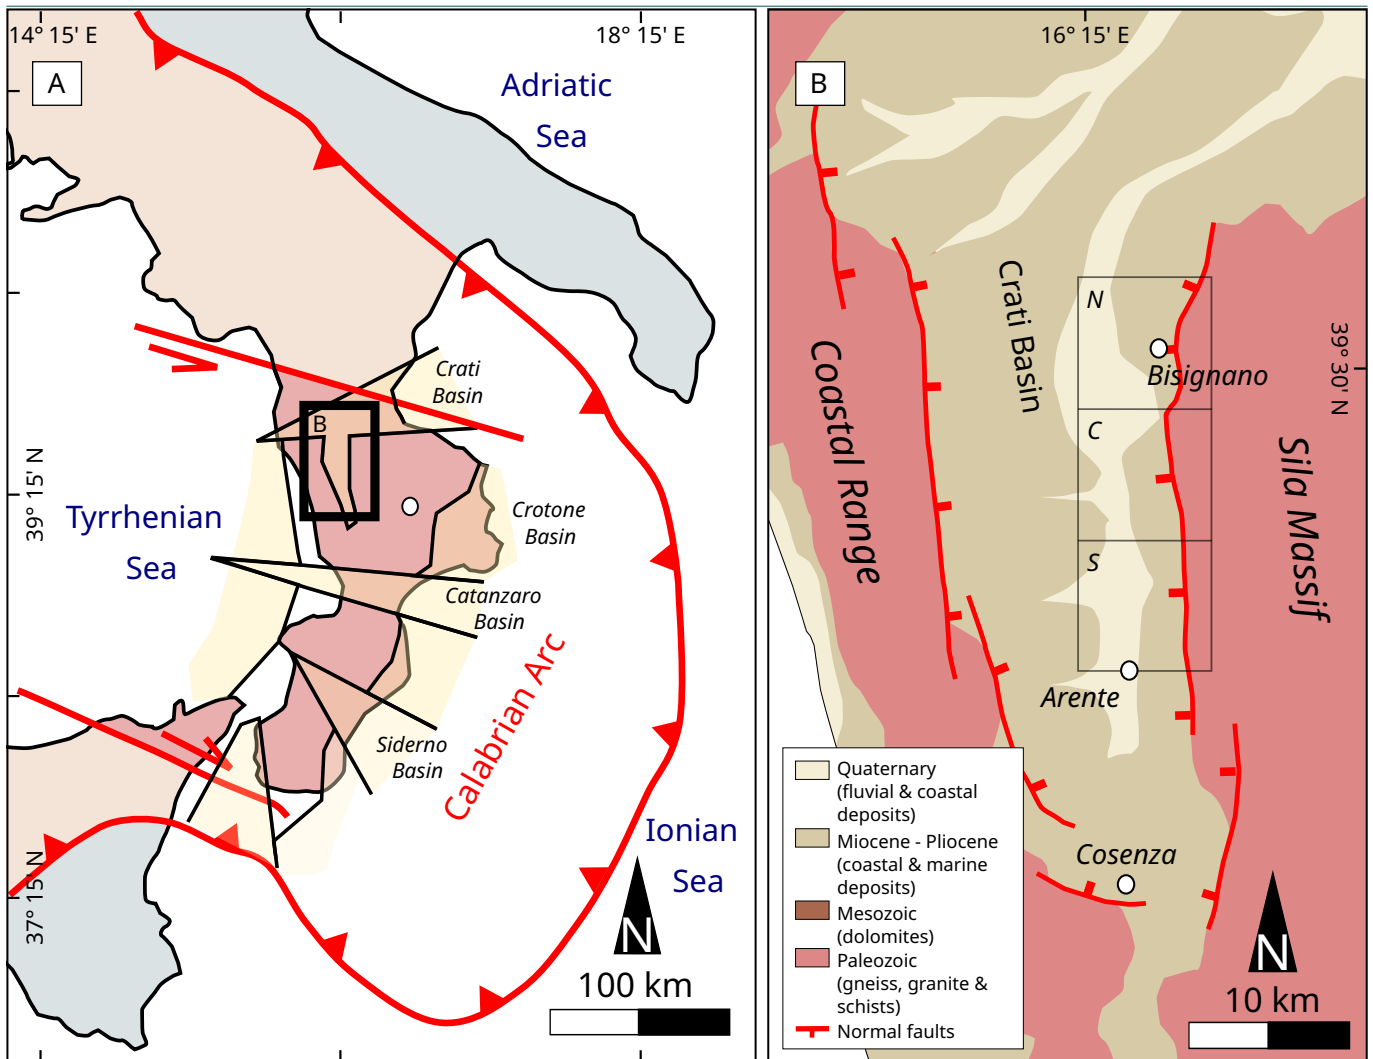 14° 15' E
18° 15' E
A
Adriatic
Sea
Crati
Basin
B
39° 15' N
Tyrrhenian
Sea
Crotone
Basin
Catanzaro
Basin
Calabrian Arc
Siderno
Basin
Ionian
Sea
37° 15' N
N
100 km
16° 15' E
B
Crati Basin
N
39° 30' N
Coastal Range
Bisignano
C
Sila Massif
S
Arente
Quaternary
(fluvial & coastal
deposits)
Miocene - Pliocene
(coastal & marine
deposits)
Mesozoic
(dolomites)
Paleozoic
(gneiss, granite &
schists)
Normal faults
Cosenza
N
10 km